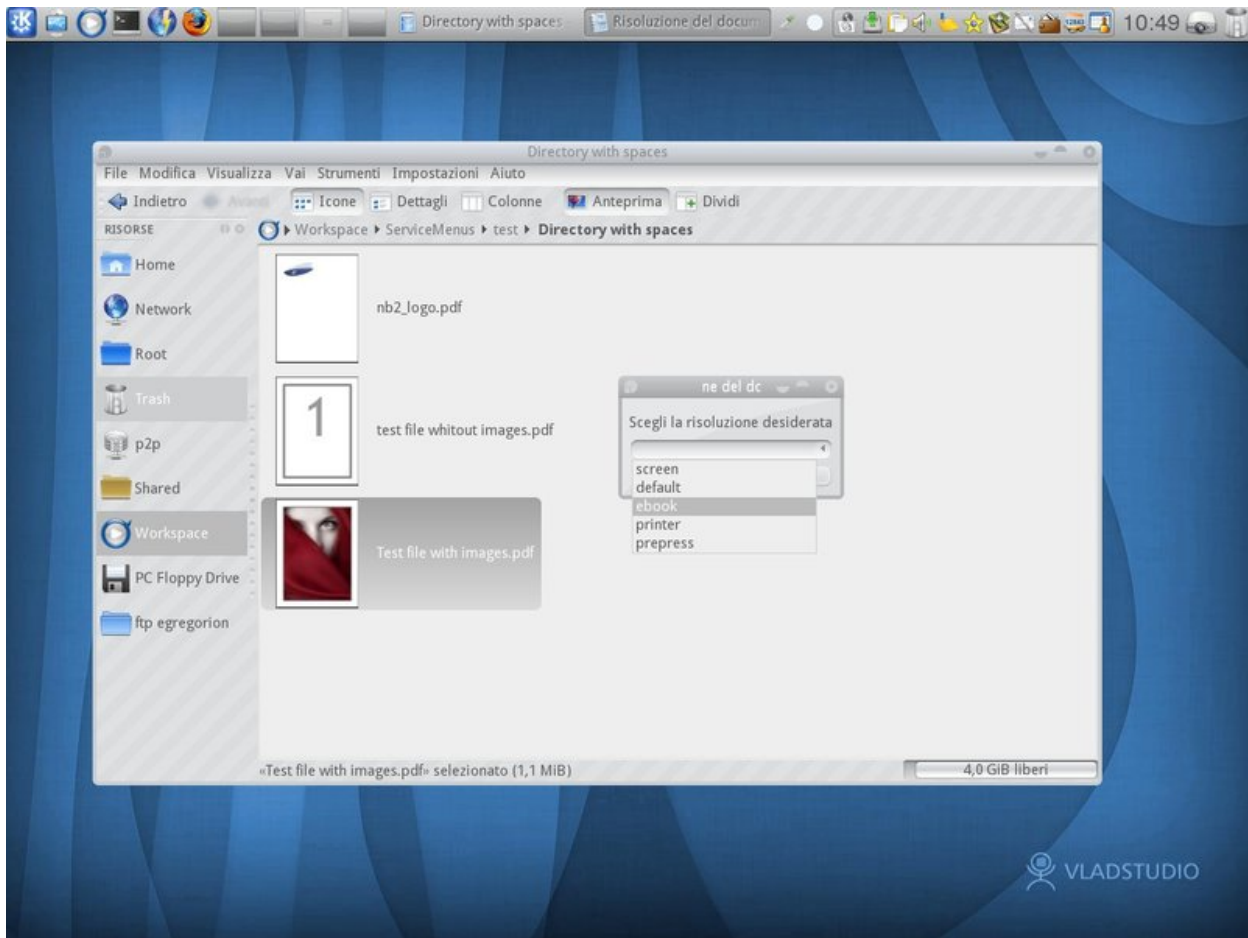 Directory with spaces
Risoluzione del docum
10:49
Directory with spaces
File Modifica Visualizza Vai Strumenti Impostazioni Aiuto
Indietro Avanti Icone Dettagli Colonne Anteprima Dividi
RISORSE
Workspace ServiceMenus test Directory with spaces
Home
Network
Root
Trash
p2p
Shared
Workspace
PC Floppy Drive
ftp egregorion
nb2_logo.pdf
1
test file whitout images.pdf
Test file with images.pdf
ne del dc
Scegli la risoluzione desiderata
screen
default
ebook
printer
prepress
«Test file with images.pdf» selezionato (1,1 MiB)
4,0 GiB liberi
VLADSTUDIO